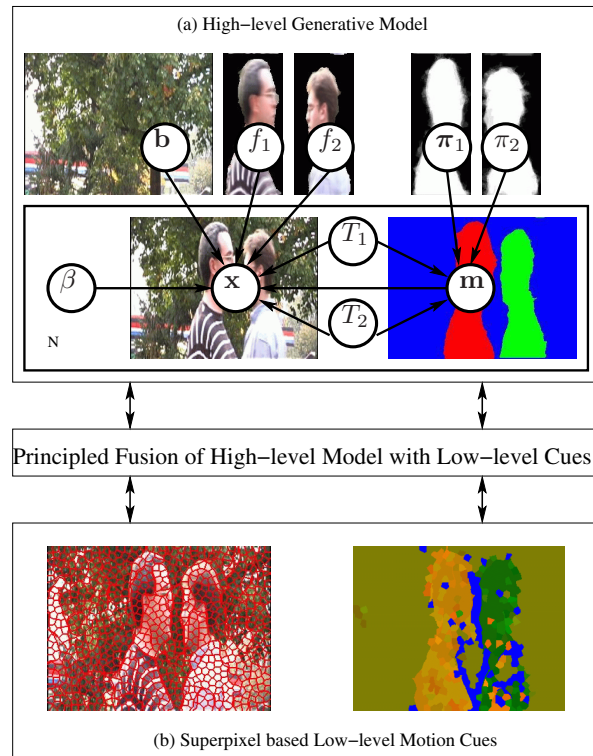 (a) High−level Generative Model
b f1 f2 π1 π2
T1
β x m
T2
N
Principled Fusion of High−level Model with Low−level Cues
(b) Superpixel based Low−level Motion Cues